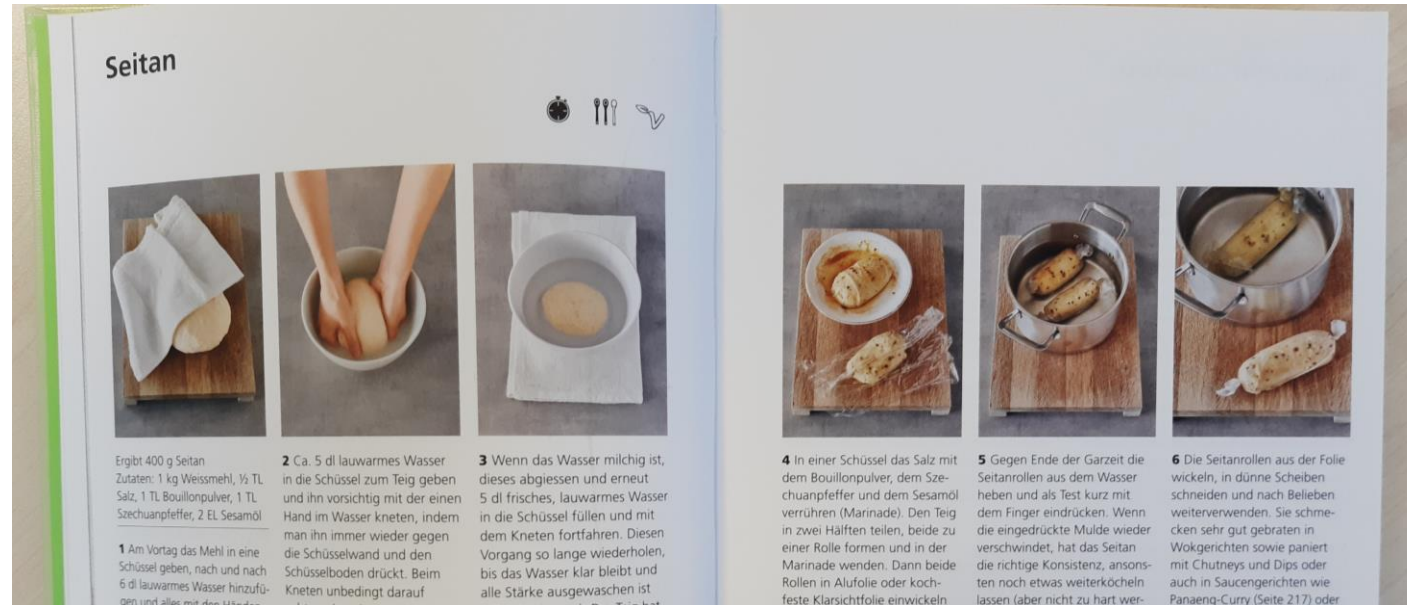 Seitan
Ergibt 400 g Seitan
Zutaten: 1 kg Weissmehl, ½ TL
Salz, 1 TL Bouillonpulver, 1 TL
Szechuanpfeffer, 2 EL Sesamöl
1 Am Vortag das Mehl in eine
Schüssel geben, nach und nach
6 dl lauwarmes Wasser hinzufü-
gen und alles mit den Händen
2 Ca. 5 dl lauwarmes Wasser
in die Schüssel zum Teig geben
und ihn vorsichtig mit der einen
Hand im Wasser kneten, indem
man ihn immer wieder gegen
die Schüsselwand und den
Schüsselboden drückt. Beim
Kneten unbedingt darauf
3 Wenn das Wasser milchig ist,
dieses abgiessen und erneut
5 dl frisches, lauwarmes Wasser
in die Schüssel füllen und mit
dem Kneten fortfahren. Diesen
Vorgang so lange wiederholen,
bis das Wasser klar bleibt und
alle Stärke ausgewaschen ist
4 In einer Schüssel das Salz mit
dem Bouillonpulver, dem Sze-
chuanpfeffer und dem Sesamöl
verrühren (Marinade). Den Teig
in zwei Hälften teilen, beide zu
einer Rolle formen und in der
Marinade wenden. Dann beide
Rollen in Alufolie oder koch-
feste Klarsichtfolie einwickeln
5 Gegen Ende der Garzeit die
Seitanrollen aus dem Wasser
heben und als Test kurz mit
dem Finger eindrücken. Wenn
die eingedrückte Mulde wieder
verschwindet, hat das Seitan
die richtige Konsistenz, ansons-
ten noch etwas weiterköcheln
lassen (aber nicht zu hart wer-
6 Die Seitanrollen aus der Folie
wickeln, in dünne Scheiben
schneiden und nach Belieben
weiterverwenden. Sie schme-
cken sehr gut gebraten in
Wokgerichten sowie paniert
mit Chutneys und Dips oder
auch in Saucengerichten wie
Panaeng-Curry (Seite 217) oder